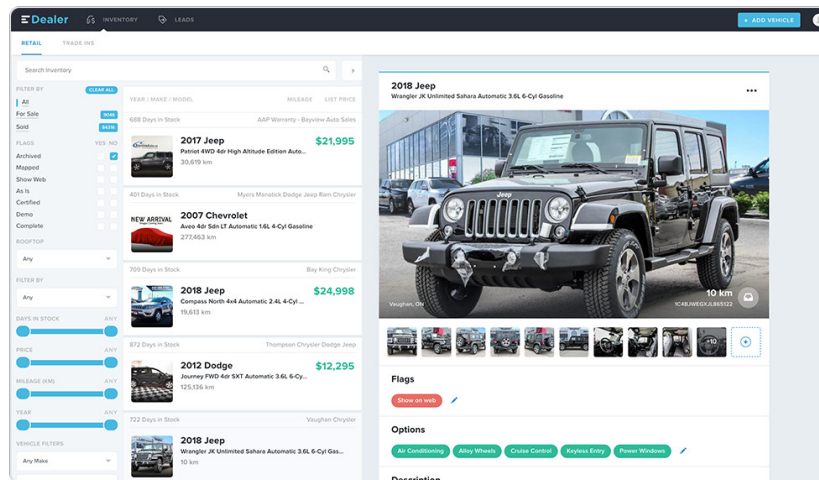 EDealer
INVENTORY
LEADS
+ ADD VEHICLE
RETAIL
TRADE INS
Search Inventory
FILTER BY
CLEAR ALL
All
For Sale
Sold
FLAGS YES NO
Archived
Mapped
Show Web
As Is
Certified
Demo
Complete
ROOFTOP
Any
FILTER BY
Any
DAYS IN STOCK ANY
PRICE ANY
MILEAGE (KM) ANY
YEAR ANY
VEHICLE FILTERS
Any Make
YEAR / MAKE / MODEL MILEAGE LIST PRICE
688 Days in Stock AAP Warranty - Bayview Auto Sales
2017 Jeep $21,995
Patriot 4WD 4dr High Altitude Edition Auto...
30,619 km
401 Days in Stock Myers Manotick Dodge Jeep Ram Chrysler
NEW ARRIVAL
2007 Chevrolet
Aveo 4dr Sdn LT Automatic 1.6L 4-Cyl Gasoline
277,463 km
709 Days in Stock Bay King Chrysler
2018 Jeep $24,998
Compass North 4x4 Automatic 2.4L 4-Cyl ...
19,613 km
872 Days in Stock Thompson Chrysler Dodge Jeep
2012 Dodge $12,295
Journey FWD 4dr SXT Automatic 3.6L 6-Cy...
125,136 km
722 Days in Stock Vaughan Chrysler
2018 Jeep
Wrangler JK Unlimited Sahara Automatic 3.6L 6-Cyl Gas...
10 km
2018 Jeep
Wrangler JK Unlimited Sahara Automatic 3.6L 6-Cyl Gasoline
Jeep
10 km
Vaughan, ON
1C4BJWEGXJL865122
+10
Flags
Show on web
Options
Air Conditioning
Alloy Wheels
Cruise Control
Keyless Entry
Power Windows
Description